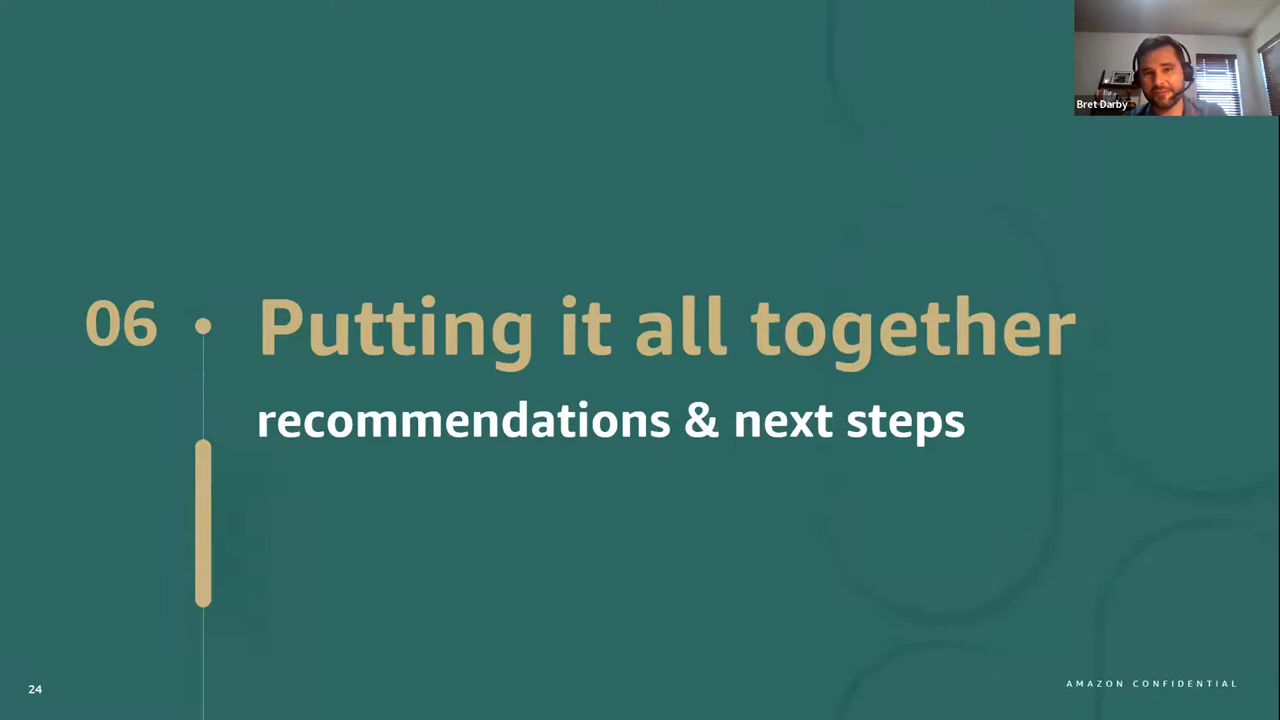 Bret Darby
06
Putting it all together
recommendations & next steps
24
AMAZON CONFIDENTIAL